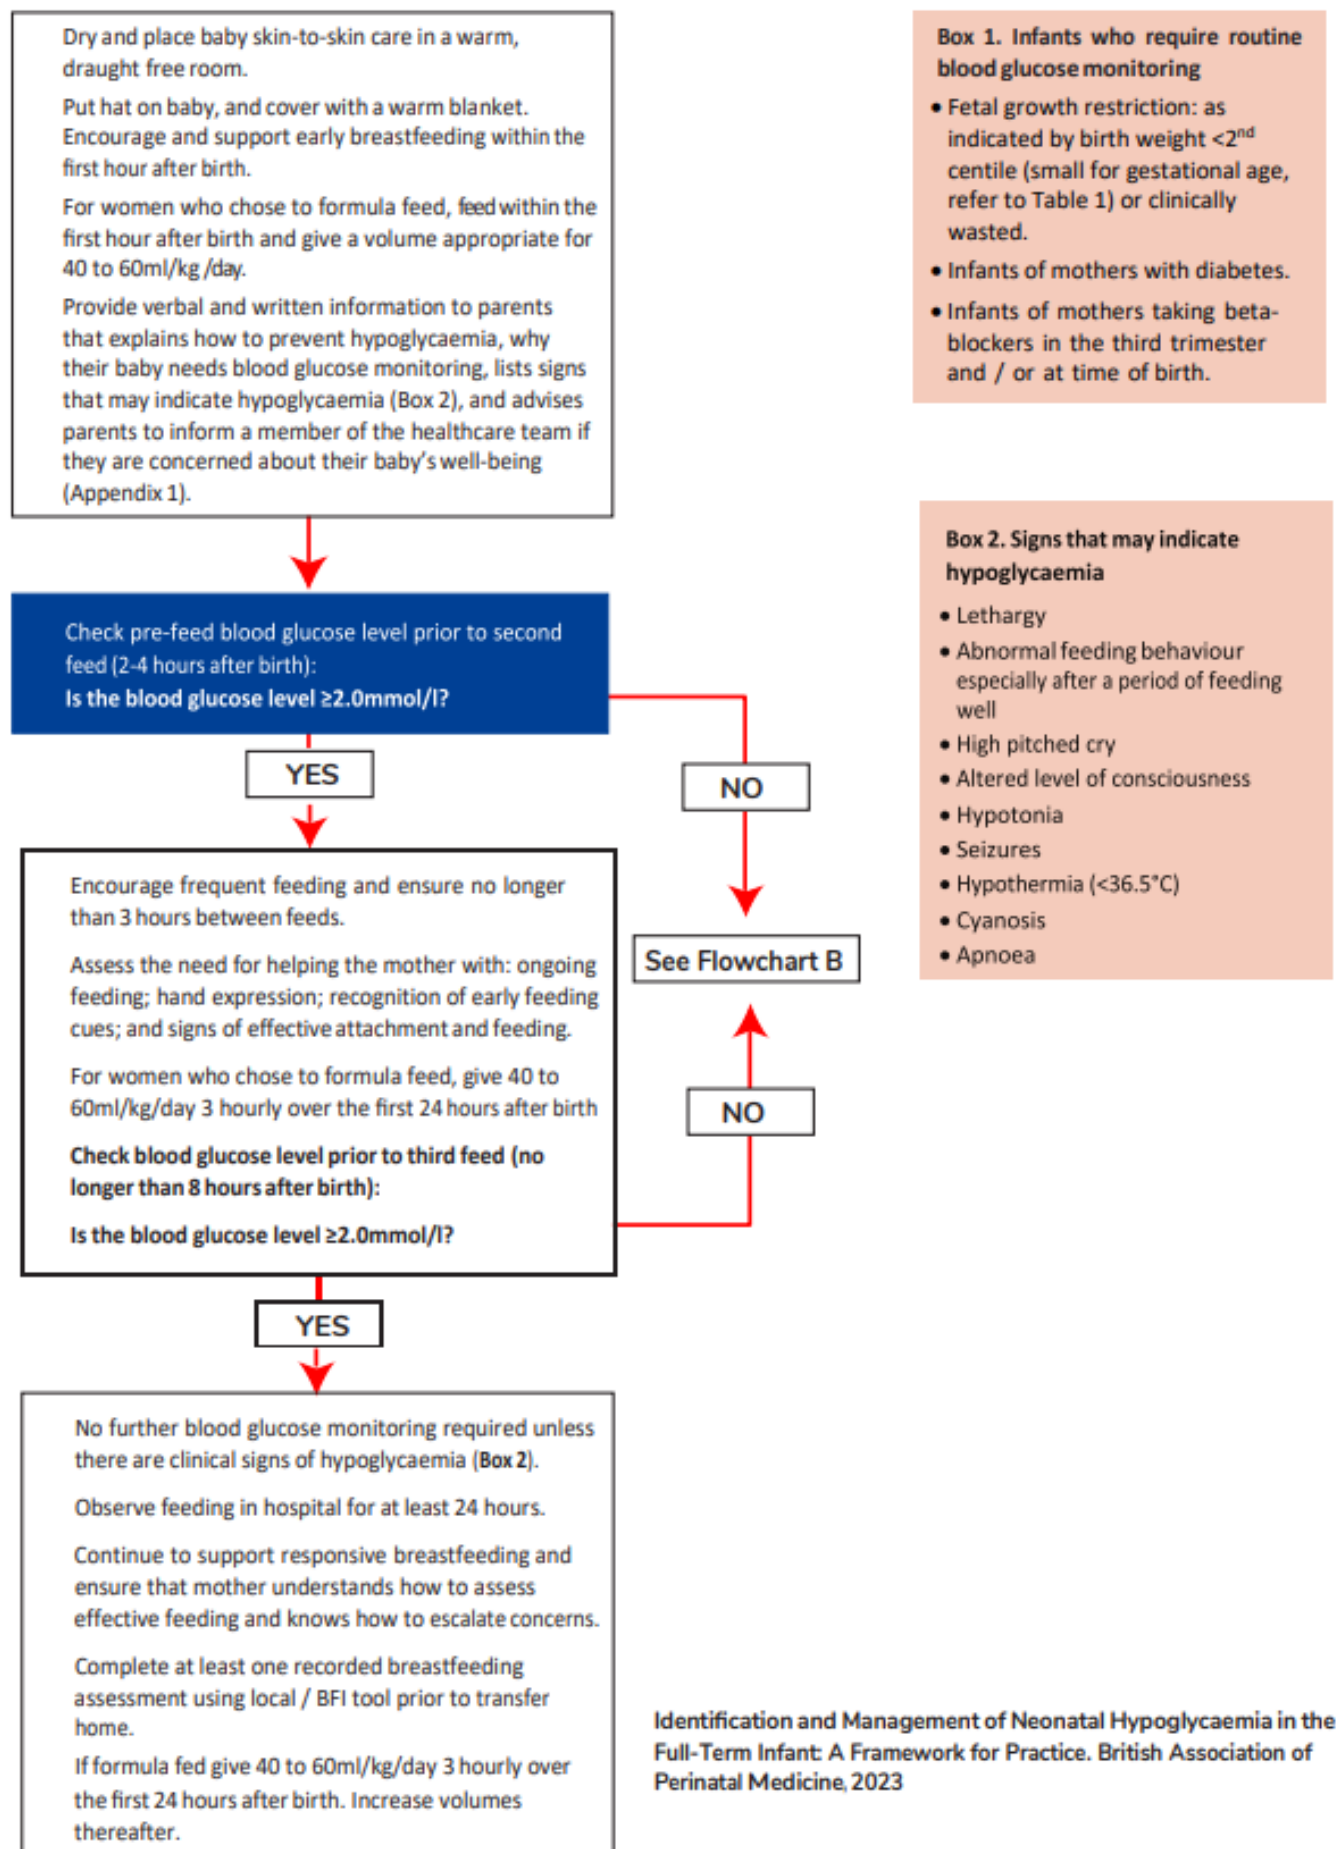 Dry and place baby skin-to-skin care in a warm,
draught free room.
Put hat on baby, and cover with a warm blanket.
Encourage and support early breastfeeding within the
first hour after birth.
For women who chose to formula feed, feed within the
first hour after birth and give a volume appropriate for
40 to 60ml/kg /day.
Provide verbal and written information to parents
that explains how to prevent hypoglycaemia, why
their baby needs blood glucose monitoring, lists signs
that may indicate hypoglycaemia (Box 2), and advises
parents to inform a member of the healthcare team if
they are concerned about their baby's well-being
(Appendix 1).
Box 1. Infants who require routine
blood glucose monitoring
• Fetal growth restriction: as
indicated by birth weight <2nd
centile (small for gestational age,
refer to Table 1) or clinically
wasted.
• Infants of mothers with diabetes.
• Infants of mothers taking beta-
blockers in the third trimester
and / or at time of birth.
Check pre-feed blood glucose level prior to second
feed (2-4 hours after birth):
Is the blood glucose level ≥2.0mmol/l?
YES
NO
Box 2. Signs that may indicate
hypoglycaemia
• Lethargy
• Abnormal feeding behaviour
especially after a period of feeding
well
• High pitched cry
• Altered level of consciousness
• Hypotonia
• Seizures
• Hypothermia (<36.5°C)
• Cyanosis
• Apnoea
Encourage frequent feeding and ensure no longer
than 3 hours between feeds.
Assess the need for helping the mother with: ongoing
feeding; hand expression; recognition of early feeding
cues; and signs of effective attachment and feeding.
For women who chose to formula feed, give 40 to
60ml/kg/day 3 hourly over the first 24 hours after birth
Check blood glucose level prior to third feed (no
longer than 8 hours after birth):
Is the blood glucose level ≥2.0mmol/l?
See Flowchart B
NO
YES
No further blood glucose monitoring required unless
there are clinical signs of hypoglycaemia (Box 2).
Observe feeding in hospital for at least 24 hours.
Continue to support responsive breastfeeding and
ensure that mother understands how to assess
effective feeding and knows how to escalate concerns.
Complete at least one recorded breastfeeding
assessment using local / BFI tool prior to transfer
home.
If formula fed give 40 to 60ml/kg/day 3 hourly over
the first 24 hours after birth. Increase volumes
thereafter.
Identification and Management of Neonatal Hypoglycaemia in the
Full-Term Infant: A Framework for Practice. British Association of
Perinatal Medicine, 2023